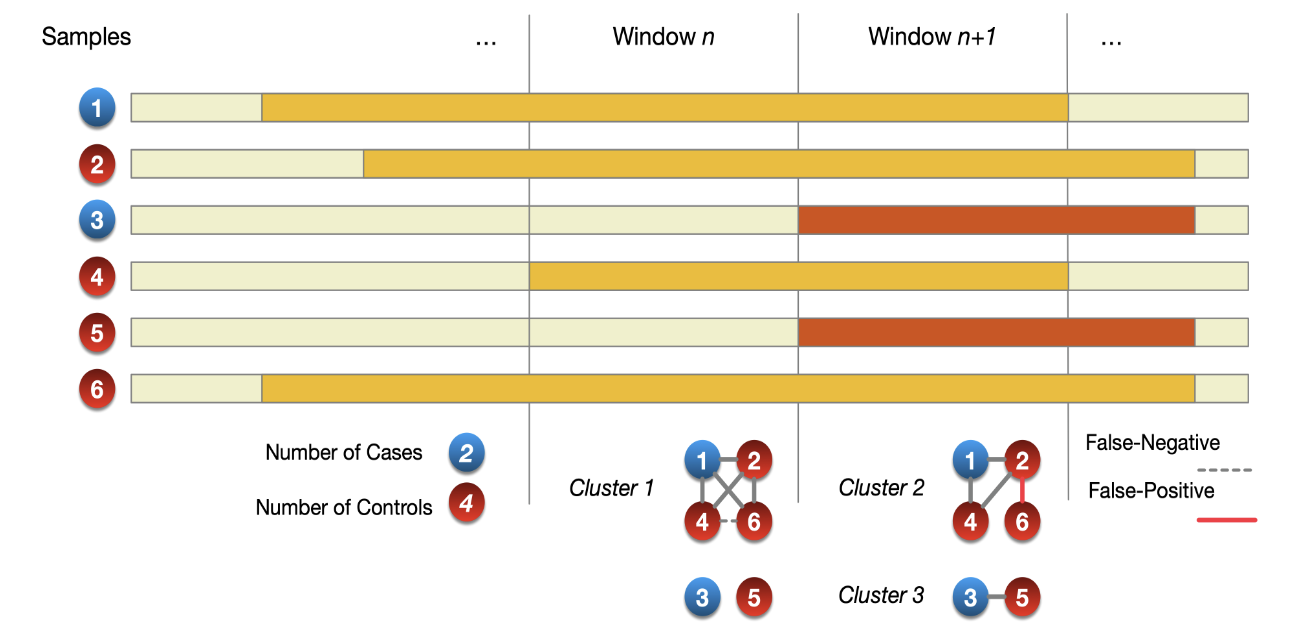 Samples ... Window n Window n+1 ...
1
2
3
4
5
6
Number of Cases 2
Number of Controls 4
Cluster 1
1 2
4 6
3 5
Cluster 2
1 2
4 6
Cluster 3
3 5
False-Negative
False-Positive